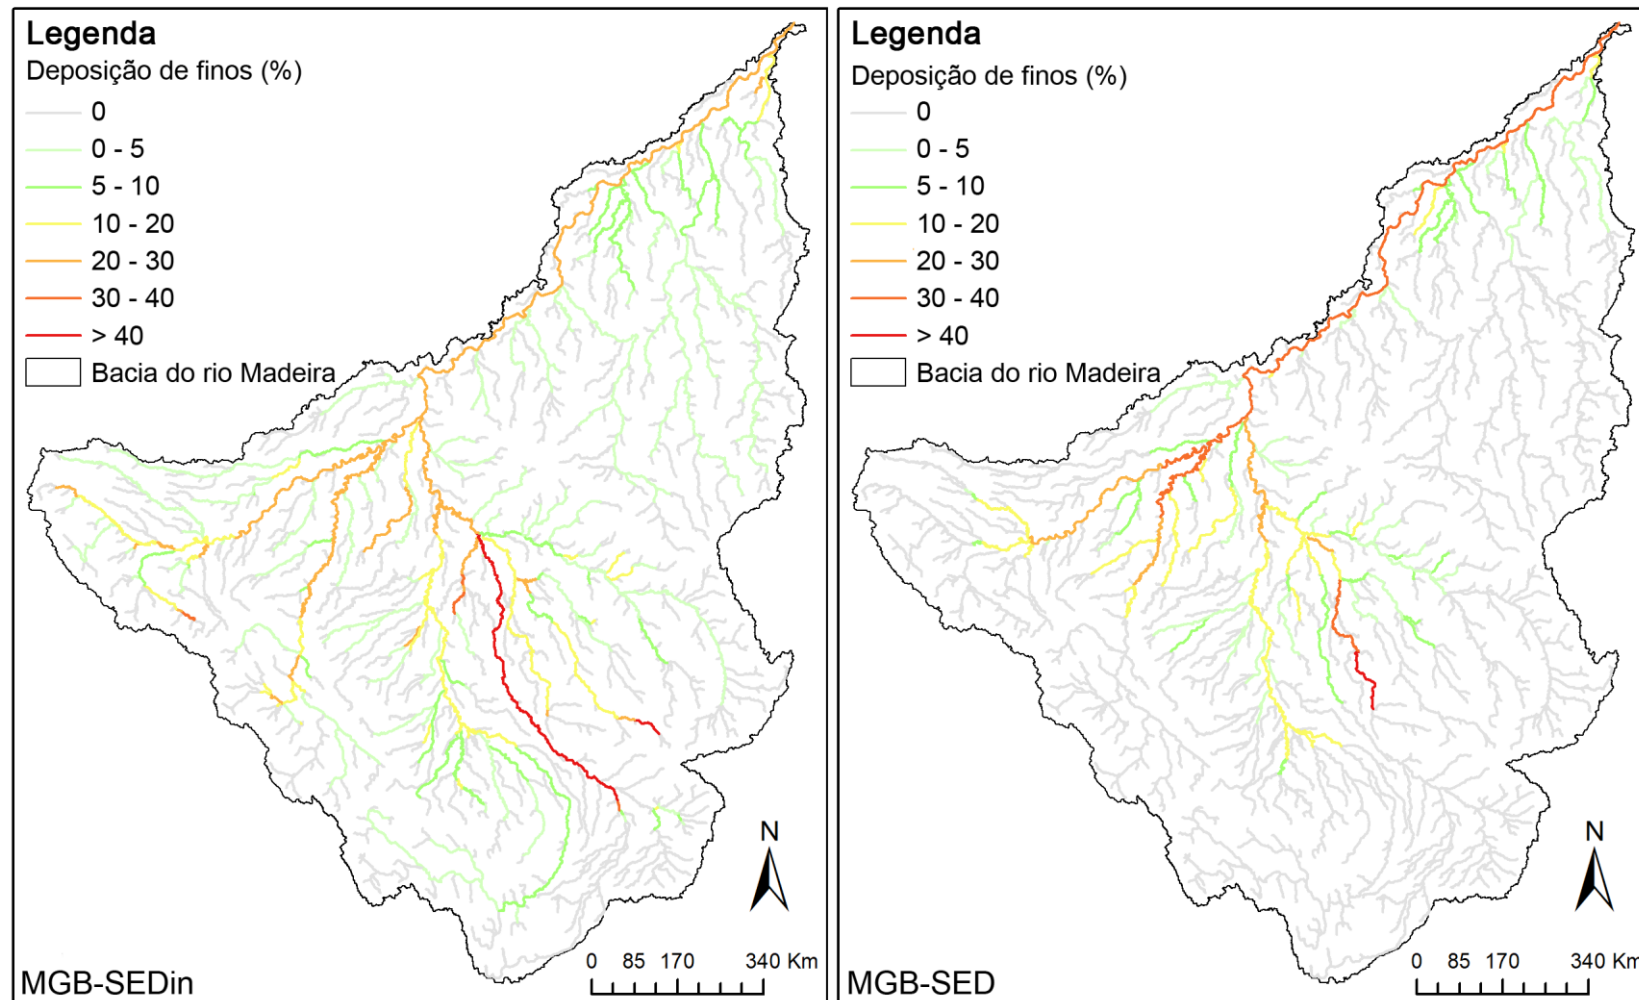 Legenda
Deposição de finos (%)
0
0 - 5
5 - 10
10 - 20
20 - 30
30 - 40
> 40
Bacia do rio Madeira
N
0 85 170 340 Km
MGB-SEDin
Legenda
Deposição de finos (%)
0
0 - 5
5 - 10
10 - 20
20 - 30
30 - 40
> 40
Bacia do rio Madeira
N
0 85 170 340 Km
MGB-SED